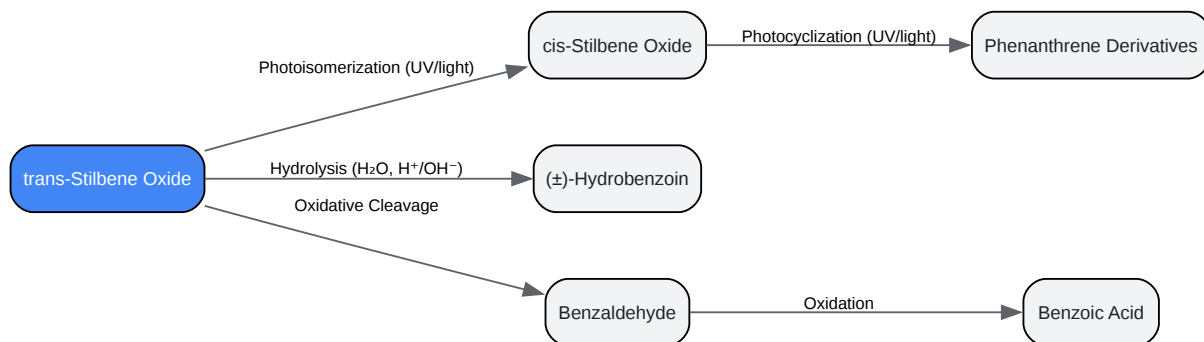 cis-Stilbene Oxide
Photocyclization (UV/light)
Phenanthrene Derivatives
Photoisomerization (UV/light)
trans-Stilbene Oxide
Hydrolysis (H₂O, H⁺/OH⁻)
(±)-Hydrobenzoin
Oxidative Cleavage
Benzaldehyde
Oxidation
Benzoic Acid